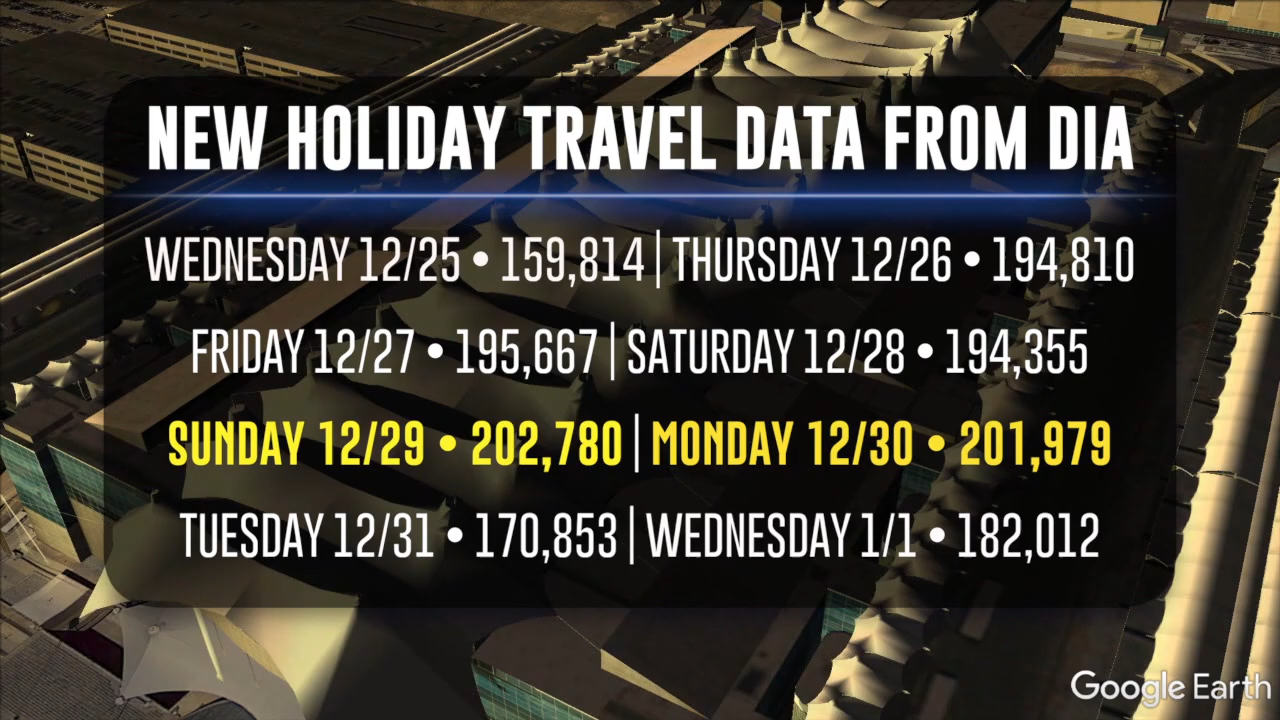 NEW HOLIDAY TRAVEL DATA FROM DIA
WEDNESDAY 12/25 • 159,814 | THURSDAY 12/26 • 194,810
FRIDAY 12/27 • 195,667 | SATURDAY 12/28 • 194,355
SUNDAY 12/29 • 202,780 | MONDAY 12/30 • 201,979
TUESDAY 12/31 • 170,853 | WEDNESDAY 1/1 • 182,012
Google Earth